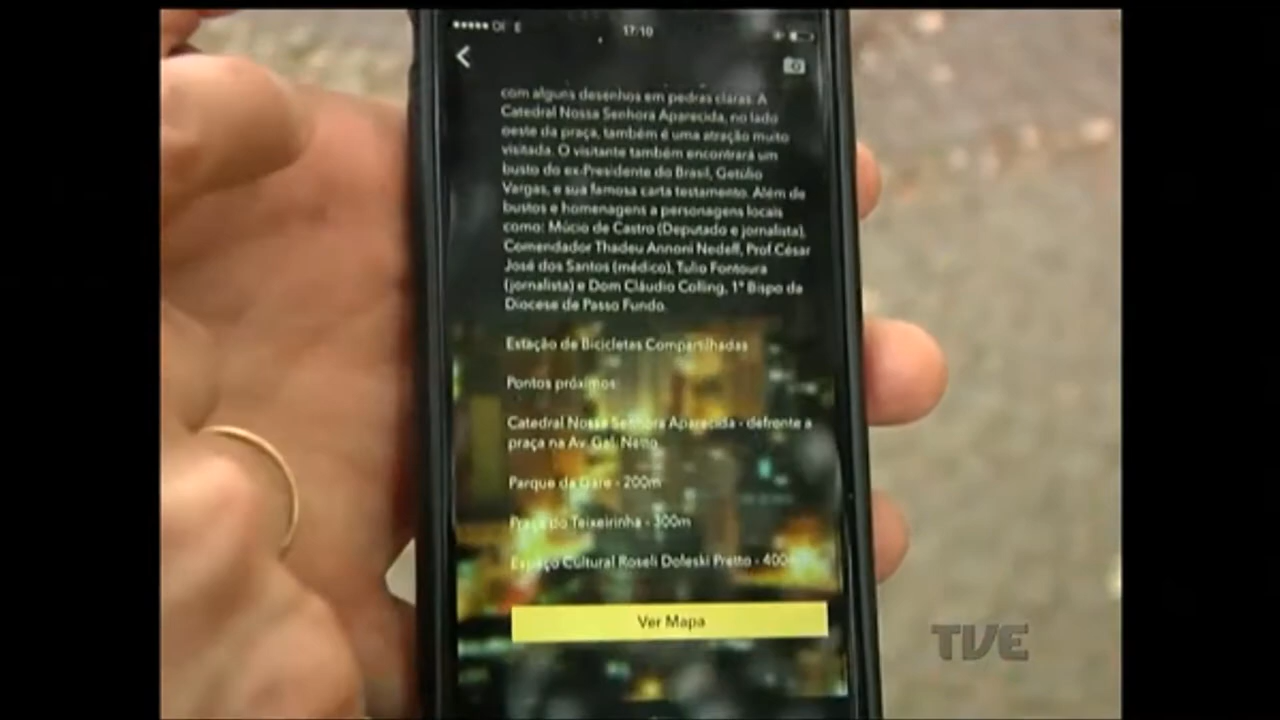 17:10
com alguns desenhos em pedras claras. A
Catedral Nossa Senhora Aparecida, no lado
oeste da praça, também é uma atração muito
visitada. O visitante também encontrará um
busto do ex-Presidente do Brasil, Getúlio
Vargas, e sua famosa carta testamento. Além de
bustos e homenagens a personagens locais
como: Múcio de Castro (Deputado e jornalista),
Comendador Thadeu Annoni Nedeff, Prof César
José dos Santos (médico), Tulio Fontoura
(jornalista) e Dom Cláudio Colling, 1º Bispo da
Diocese de Passo Fundo.
Estação de Bicicletas Compartilhadas
Pontos próximos:
Catedral Nossa Senhora Aparecida - defronte a
praça na Av. Gal. Netto
Parque da Gare - 200m
Praça do Teixeirinha - 300m
Espaço Cultural Roseli Doleski Pretto - 400m
Ver Mapa
TVE